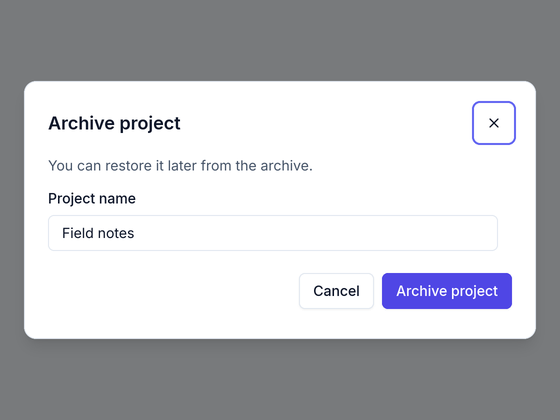 Archive project
You can restore it later from the archive.
Project name
Field notes
Cancel
Archive project